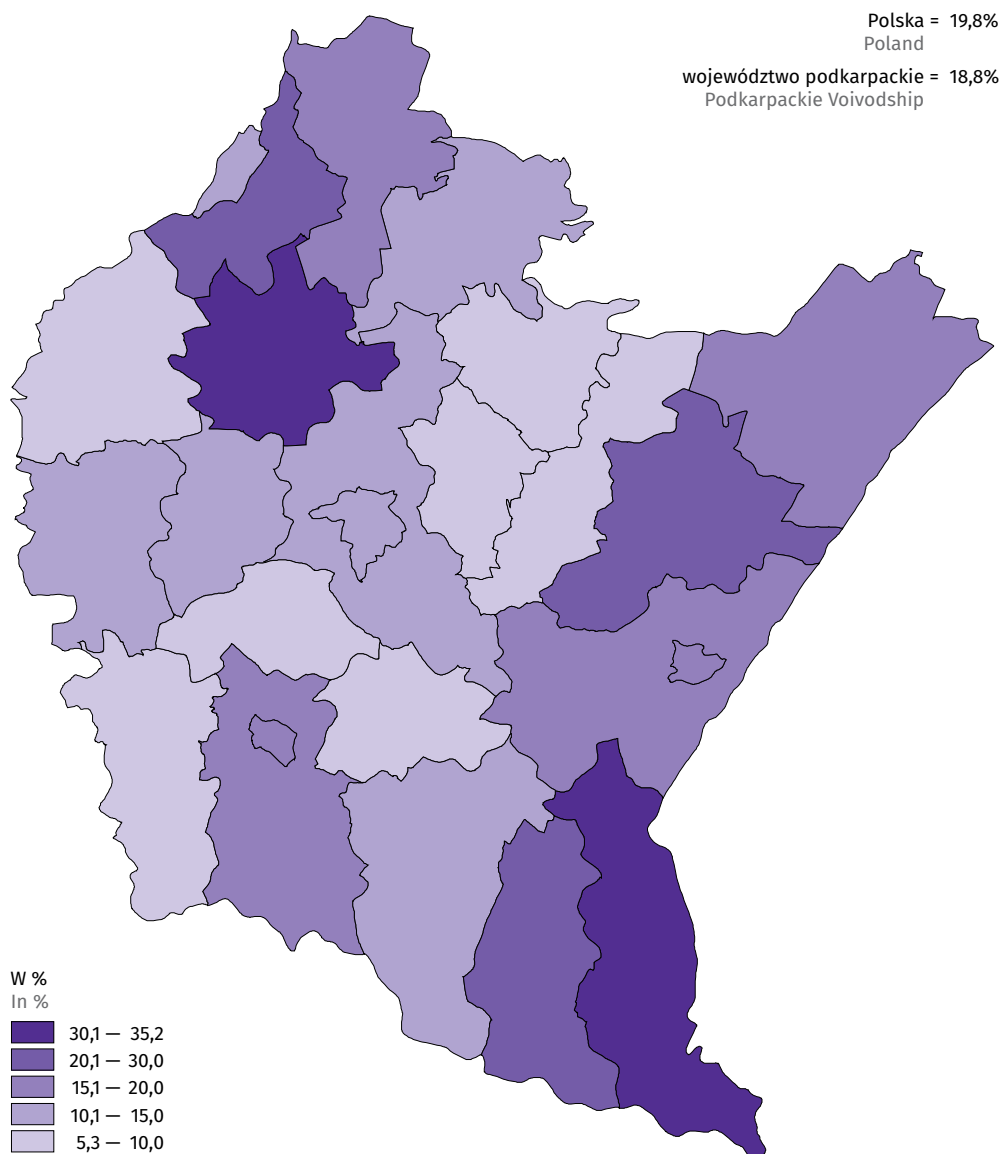 Polska = 19,8%
Poland
województwo podkarpackie = 18,8%
Podkarpackie Voivodship
W %
In %
30,1 — 35,2
20,1 — 30,0
15,1 — 20,0
10,1 — 15,0
5,3 — 10,0